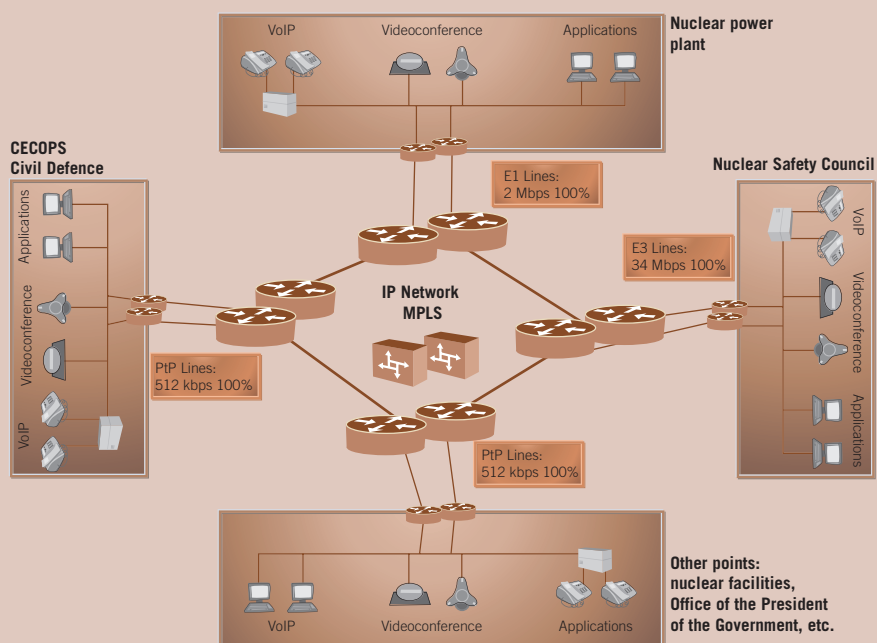 VoIP
Videoconference
Applications
Nuclear power
plant
CECOPS
Civil Defence
Applications
Videoconference
VoIP
E1 Lines:
2 Mbps 100%
Nuclear Safety Council
E3 Lines:
34 Mbps 100%
VoIP
Videoconference
Applications
IP Network
MPLS
PtP Lines:
512 kbps 100%
PtP Lines:
512 kbps 100%
VoIP
Videoconference
Applications
Other points:
nuclear facilities,
Office of the President
of the Government, etc.